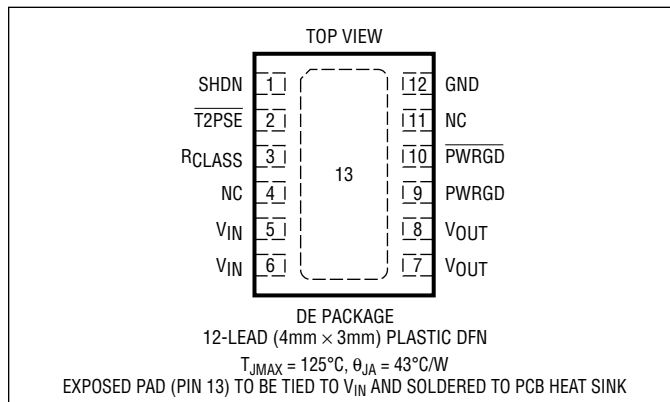 TOP VIEW
SHDN 1 12 GND
T2PSE 2 11 NC
RCLASS 3 10 PWRGD
13
NC 4 9 PWRGD
VIN 5 8 VOUT
VIN 6 7 VOUT
DE PACKAGE
12-LEAD (4mm × 3mm) PLASTIC DFN
TJMAX = 125°C, θJA = 43°C/W
EXPOSED PAD (PIN 13) TO BE TIED TO VIN AND SOLDERED TO PCB HEAT SINK